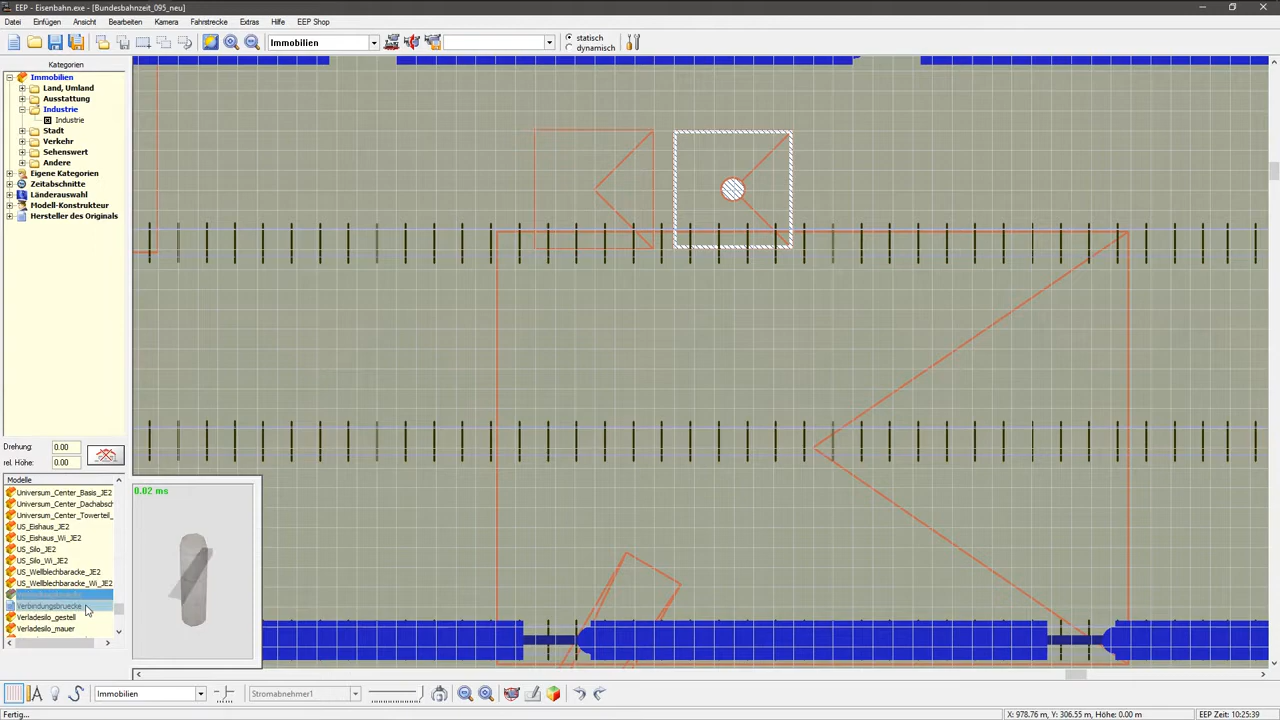 EEP - Eisenbahn.exe - [Bundesbahnzeit_095_neu]
Datei Einfügen Ansicht Bearbeiten Kamera Fahrstrecke Extras Hilfe EEP Shop
Immobilien
statisch
dynamisch
Kategorien
Immobilien
Land, Umland
Ausstattung
Industrie
Industrie
Stadt
Verkehr
Sehenswert
Andere
Eigene Kategorien
Zeitabschnitte
Länderauswahl
Modell-Konstrukteur
Hersteller des Originals
Drehung: 0.00
rel. Höhe: 0.00
Modelle
Universum_Center_Basis_JE2
Universum_Center_Dachabsch
Universum_Center_Towerteil_
US_Eishaus_JE2
US_Eishaus_Wi_JE2
US_Silo_JE2
US_Silo_Wi_JE2
US_Wellblechbaracke_JE2
US_Wellblechbaracke_Wi_JE2
Verbindungsbruecke
Verladesilo_gestell
Verladesilo_mauer
0.02 ms
Immobilien
Stromabnehmer1
Fertig...
X: 978.76 m, Y: 306.55 m, Höhe: 0.00 m
EEP Zeit: 10:25:39